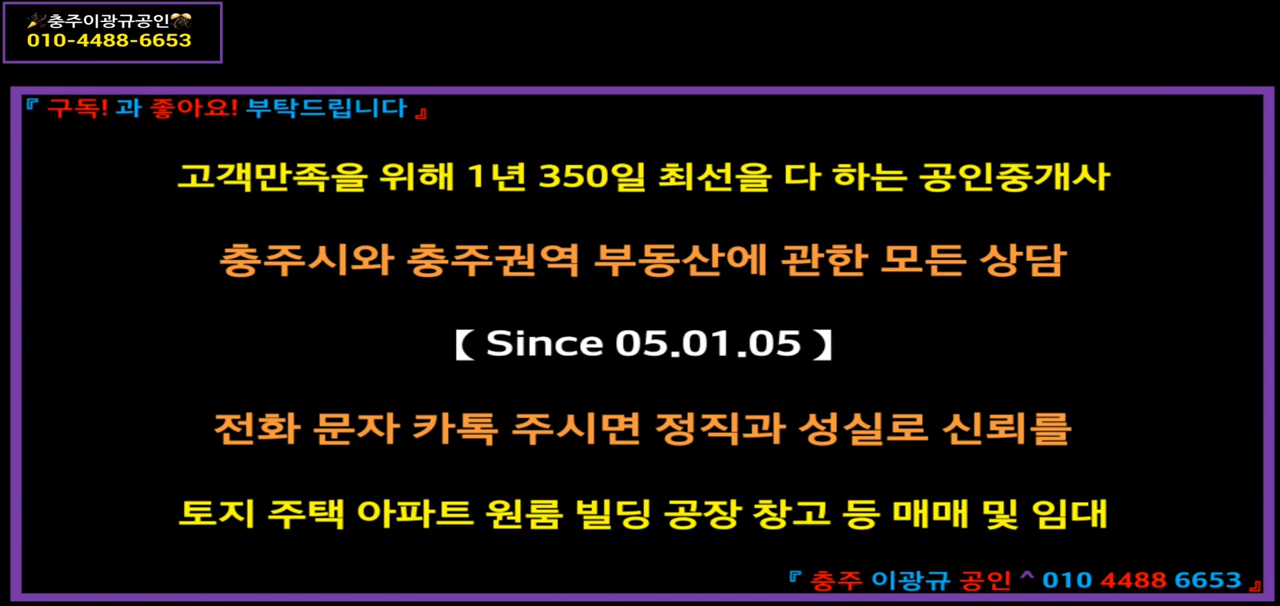 🎉충주이광규공인🎊
010-4488-6653
『 구독! 과 좋아요! 부탁드립니다 』
고객만족을 위해 1년 350일 최선을 다 하는 공인중개사
충주시와 충주권역 부동산에 관한 모든 상담
【 Since 05.01.05 】
전화 문자 카톡 주시면 정직과 성실로 신뢰를
토지 주택 아파트 원룸 빌딩 공장 창고 등 매매 및 임대
『 충주 이광규 공인 ^ 010 4488 6653 』